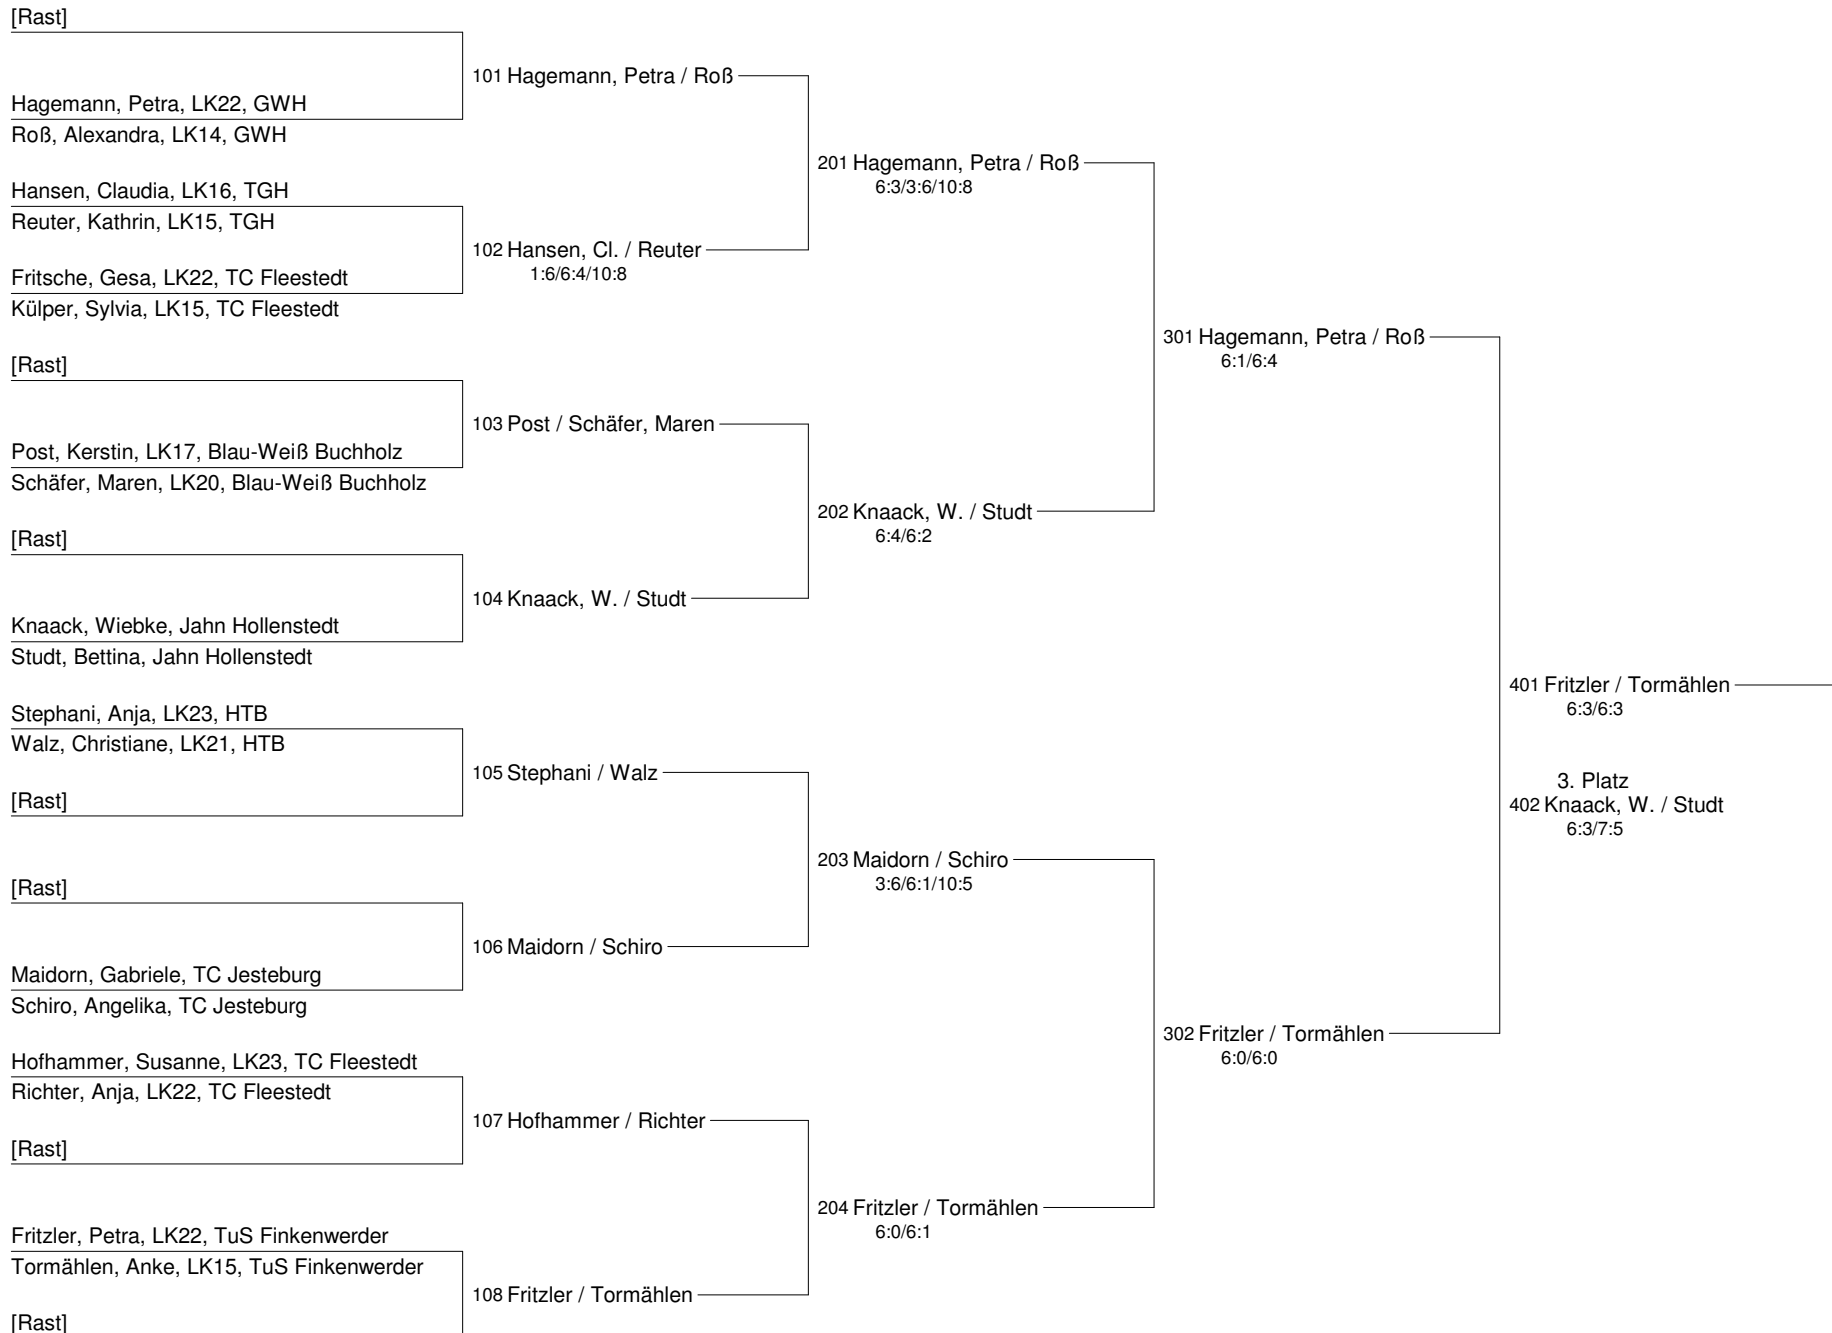 [Rast]
101 Hagemann, Petra / Roß
Hagemann, Petra, LK22, GWH
Roß, Alexandra, LK14, GWH
201 Hagemann, Petra / Roß
6:3/3:6/10:8
Hansen, Claudia, LK16, TGH
Reuter, Kathrin, LK15, TGH
102 Hansen, Cl. / Reuter
1:6/6:4/10:8
Fritsche, Gesa, LK22, TC Fleestedt
Külper, Sylvia, LK15, TC Fleestedt
301 Hagemann, Petra / Roß
6:1/6:4
[Rast]
103 Post / Schäfer, Maren
Post, Kerstin, LK17, Blau-Weiß Buchholz
Schäfer, Maren, LK20, Blau-Weiß Buchholz
202 Knaack, W. / Studt
6:4/6:2
[Rast]
104 Knaack, W. / Studt
Knaack, Wiebke, Jahn Hollenstedt
Studt, Bettina, Jahn Hollenstedt
401 Fritzler / Tormählen
6:3/6:3
Stephani, Anja, LK23, HTB
Walz, Christiane, LK21, HTB
105 Stephani / Walz
3. Platz
402 Knaack, W. / Studt
6:3/7:5
[Rast]
203 Maidorn / Schiro
3:6/6:1/10:5
[Rast]
106 Maidorn / Schiro
Maidorn, Gabriele, TC Jesteburg
Schiro, Angelika, TC Jesteburg
302 Fritzler / Tormählen
6:0/6:0
Hofhammer, Susanne, LK23, TC Fleestedt
Richter, Anja, LK22, TC Fleestedt
107 Hofhammer / Richter
[Rast]
204 Fritzler / Tormählen
6:0/6:1
Fritzler, Petra, LK22, TuS Finkenwerder
Tormählen, Anke, LK15, TuS Finkenwerder
108 Fritzler / Tormählen
[Rast]